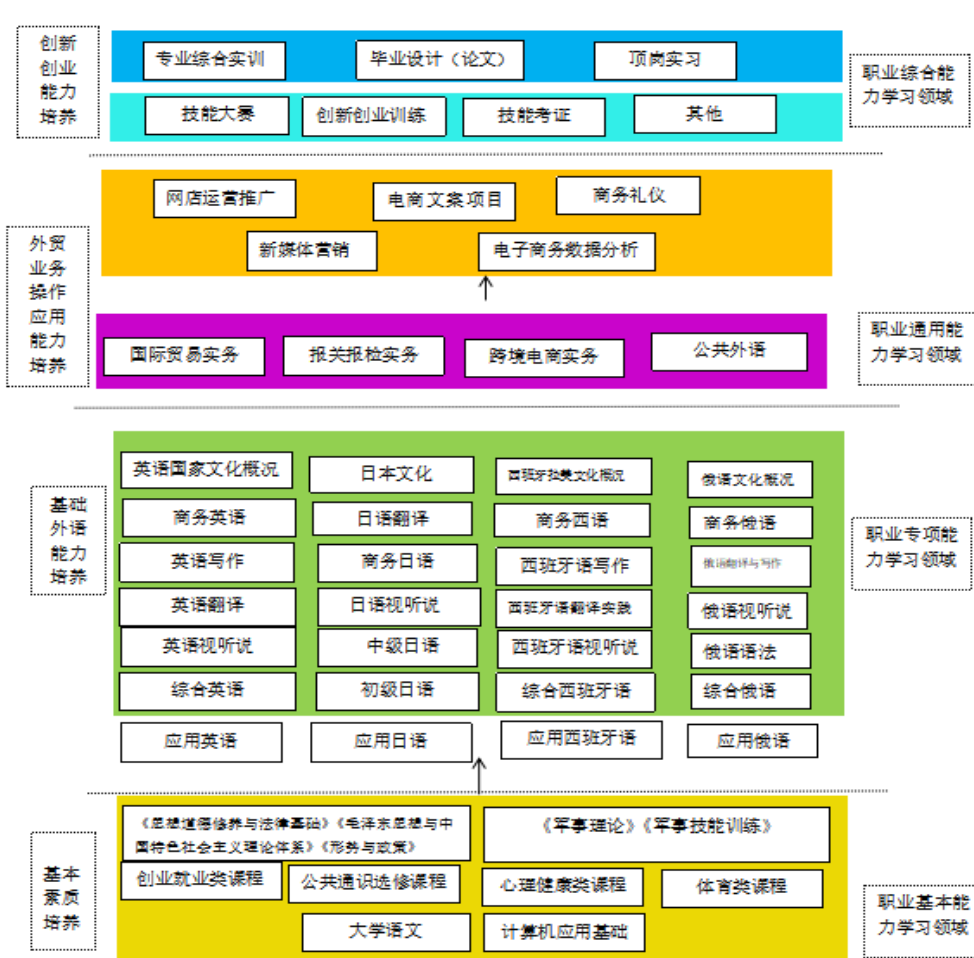 创新
创业
能力
培养
专业综合实训
毕业设计（论文）
顶岗实习
职业综合能
力学习领域
技能大赛
创新创业训练
技能考证
其他
外贸
业务
操作
应用
能力
培养
网店运营推广
电商文案项目
商务礼仪
新媒体营销
电子商务数据分析
国际贸易实务
报关报检实务
跨境电商实务
公共外语
职业通用能
力学习领域
基础
外语
能力
培养
英语国家文化概况
日本文化
西班牙拉美文化概况
俄语文化概况
商务英语
日语翻译
商务西语
商务俄语
英语写作
商务日语
西班牙语写作
俄语翻译与写作
英语翻译
日语视听说
西班牙语翻译实践
俄语视听说
英语视听说
中级日语
西班牙语视听说
俄语语法
综合英语
初级日语
综合西班牙语
综合俄语
应用英语
应用日语
应用西班牙语
应用俄语
职业专项能
力学习领域
基本
素质
培养
《思想道德修养与法律基础》《毛泽东思想与中
国特色社会主义理论体系》《形势与政策》
《军事理论》《军事技能训练》
创业就业类课程
公共通识选修课程
心理健康类课程
体育类课程
大学语文
计算机应用基础
职业基本能
力学习领域